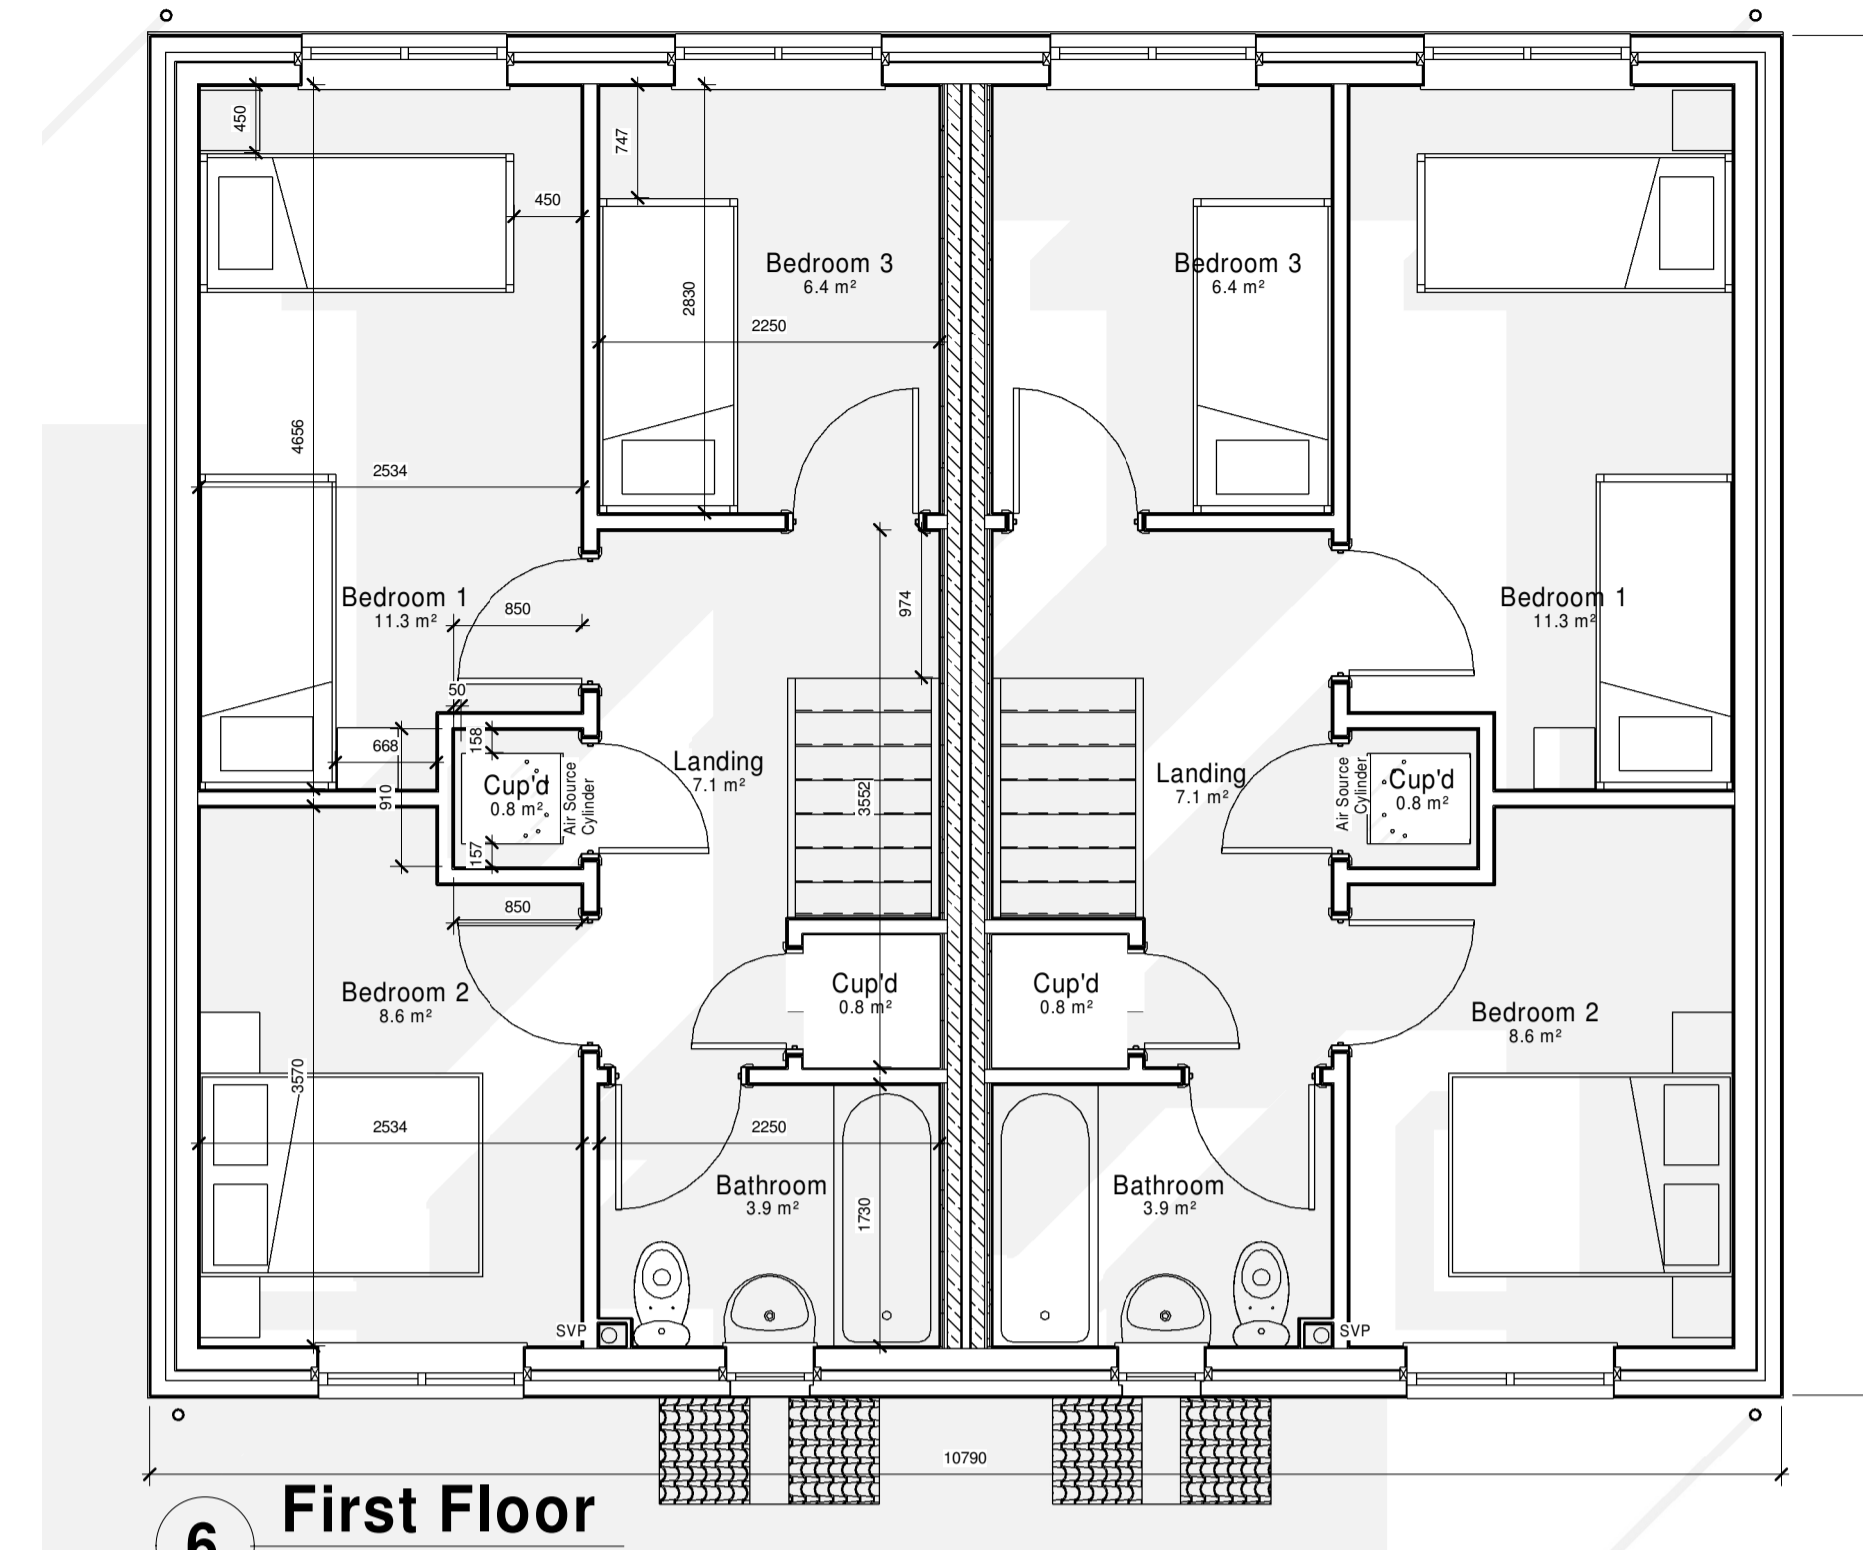 450
747
450
Bedroom 3
6.4 m²
Bedroom 3
6.4 m²
2830
2250
4656
2534
Bedroom 1
11.3 m²
850
974
Bedroom 1
11.3 m²
50
158
668
910
Cup'd
0.8 m²
Air Source
Cylinder
157
Landing
7.1 m²
3552
Landing
7.1 m²
Air Source
Cylinder
Cup'd
0.8 m²
850
Bedroom 2
8.6 m²
Cup'd
0.8 m²
Cup'd
0.8 m²
Bedroom 2
8.6 m²
3570
2534
2250
Bathroom
3.9 m²
1730
Bathroom
3.9 m²
SVP
SVP
10790
First Floor
6